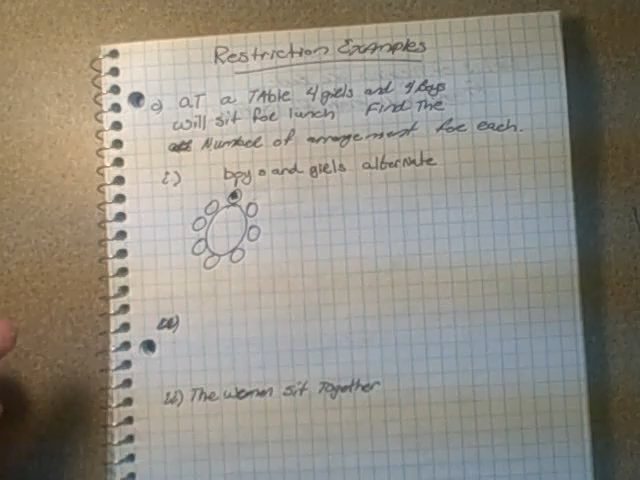 Restriction Examples
c) aT a TAble 4 girls and 4 Boys
will sit for lunch Find The
Number of arrangement for each.
i.) boys and girls alternate
ii) The women sit Together